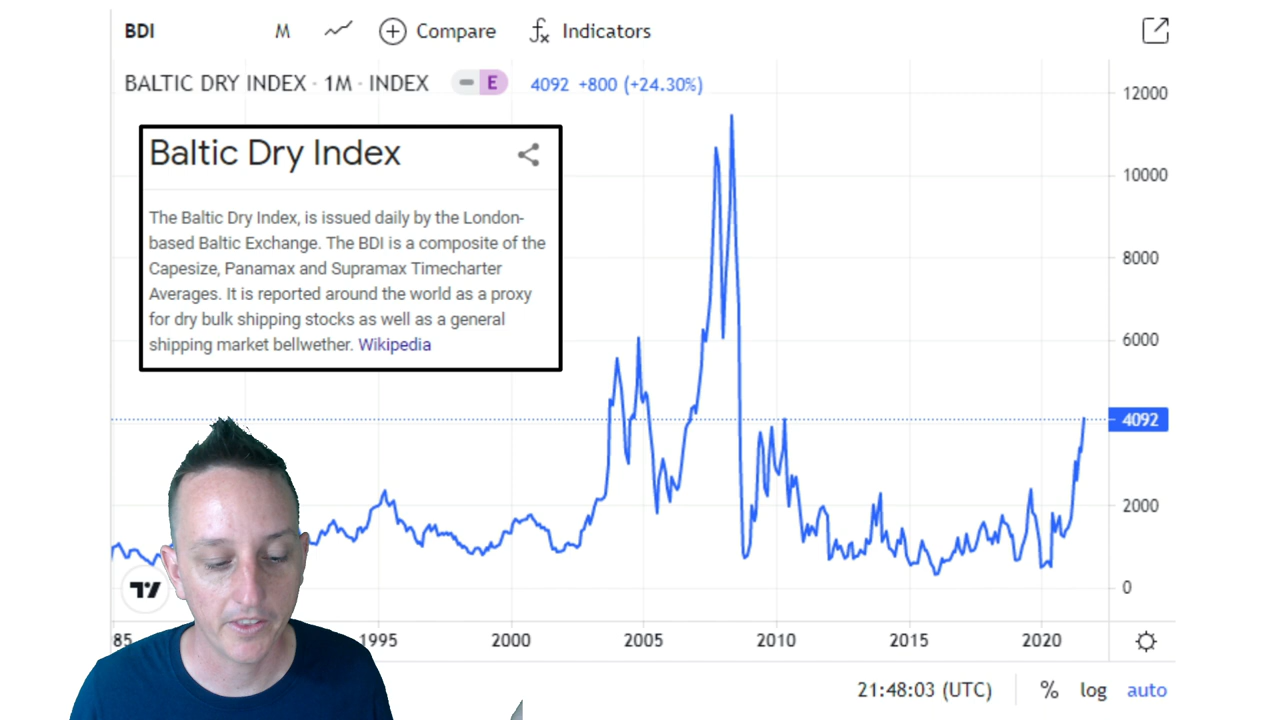 BDI M Compare fx Indicators
BALTIC DRY INDEX · 1M · INDEX E 4092 +800 (+24.30%)
12000
Baltic Dry Index
10000
The Baltic Dry Index, is issued daily by the London-
based Baltic Exchange. The BDI is a composite of the
8000
Capesize, Panamax and Supramax Timecharter
Averages. It is reported around the world as a proxy
for dry bulk shipping stocks as well as a general
6000
shipping market bellwether. Wikipedia
4092
2000
0
85 1995 2000 2005 2010 2015 2020
21:48:03 (UTC) % log auto